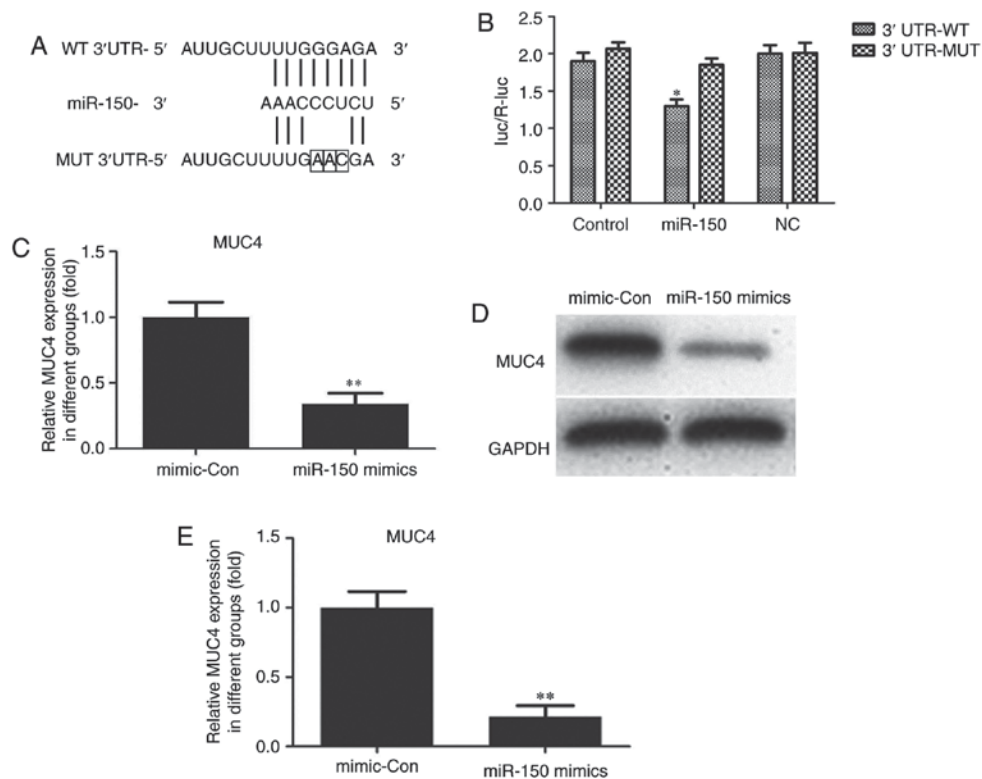 A
WT 3′UTR- 5′ AUUGCUUUUGGGAGA 3′
miR-150- 3′ AAACCCUCU 5′
MUT 3′UTR-5′ AUUGCUUUUGAACGA 3′
B
luc/R-luc
2.5
2.0
1.5
1.0
0.5
0.0
*
Control
miR-150
NC
3′ UTR-WT
3′ UTR-MUT
C
MUC4
Relative MUC4 expression
in different groups (fold)
1.5
1.0
0.5
0.0
**
mimic-Con
miR-150 mimics
D
mimic-Con miR-150 mimics
MUC4
GAPDH
E
MUC4
Relative MUC4 expression
in different groups (fold)
1.5
1.0
0.5
0.0
**
mimic-Con
miR-150 mimics